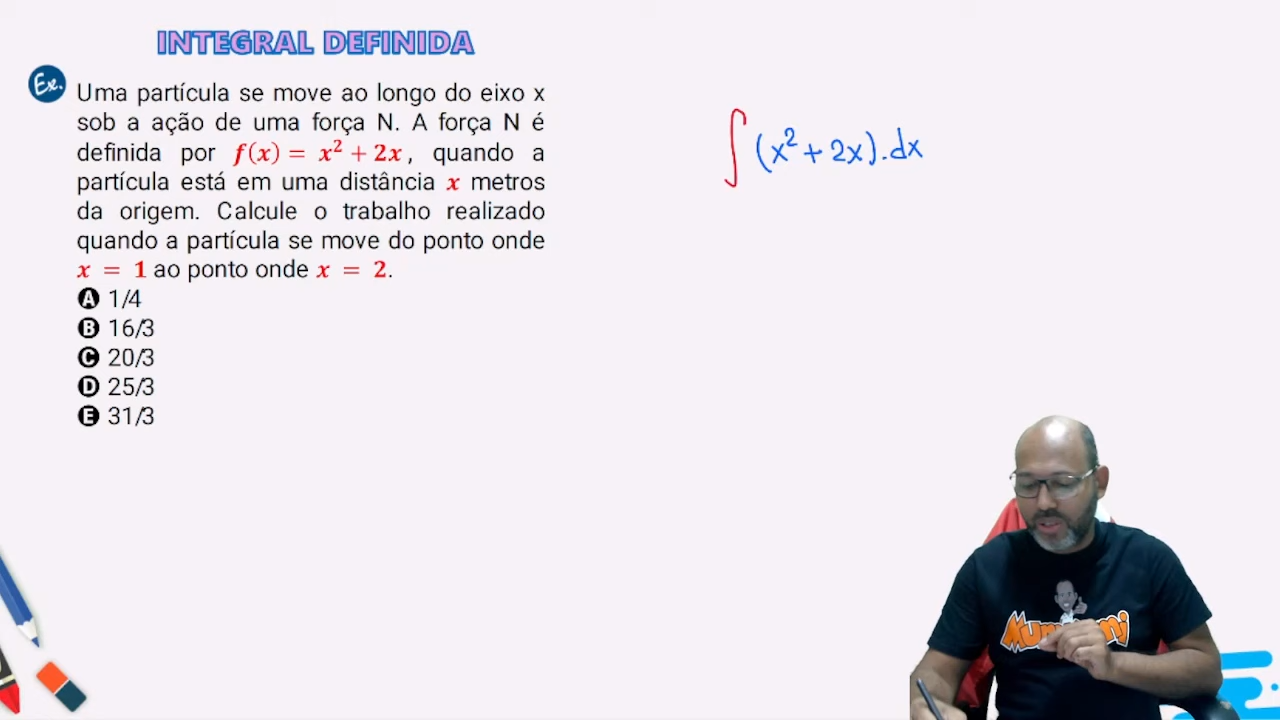 INTEGRAL DEFINIDA
Ex.
Uma partícula se move ao longo do eixo x
sob a ação de uma força N. A força N é
definida por f(x) = x² + 2x, quando a
partícula está em uma distância x metros
da origem. Calcule o trabalho realizado
quando a partícula se move do ponto onde
x = 1 ao ponto onde x = 2.
A 1/4
B 16/3
C 20/3
D 25/3
E 31/3
∫(x² + 2x).dx